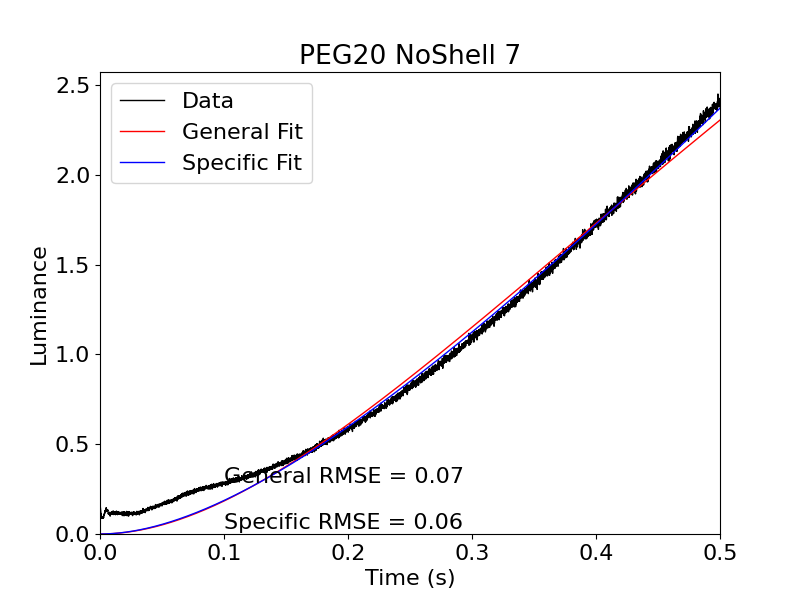 PEG20 NoShell 7
Data
General Fit
Specific Fit
2.5
2.0
1.5
1.0
0.5
0.0
Luminance
General RMSE = 0.07
Specific RMSE = 0.06
0.0 0.1 0.2 0.3 0.4 0.5
Time (s)